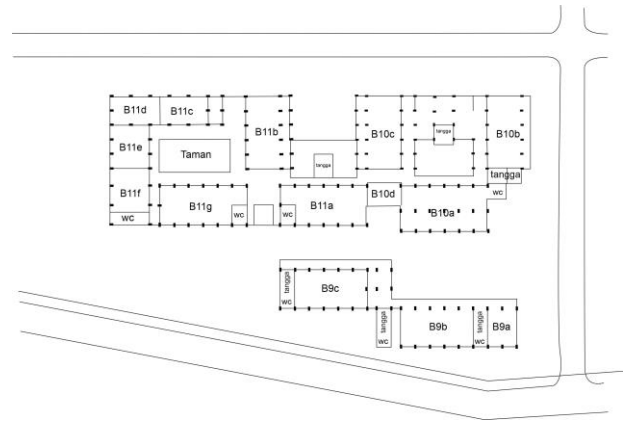 B11d
B11c
B11b
B10c
tangga
B10b
B11e
Taman
tangga
tangga
B11f
B10d
wc
wc
B11g
wc
wc
B11a
B10a
tangga
wc
B9c
tangga
wc
B9b
tangga
wc
B9a